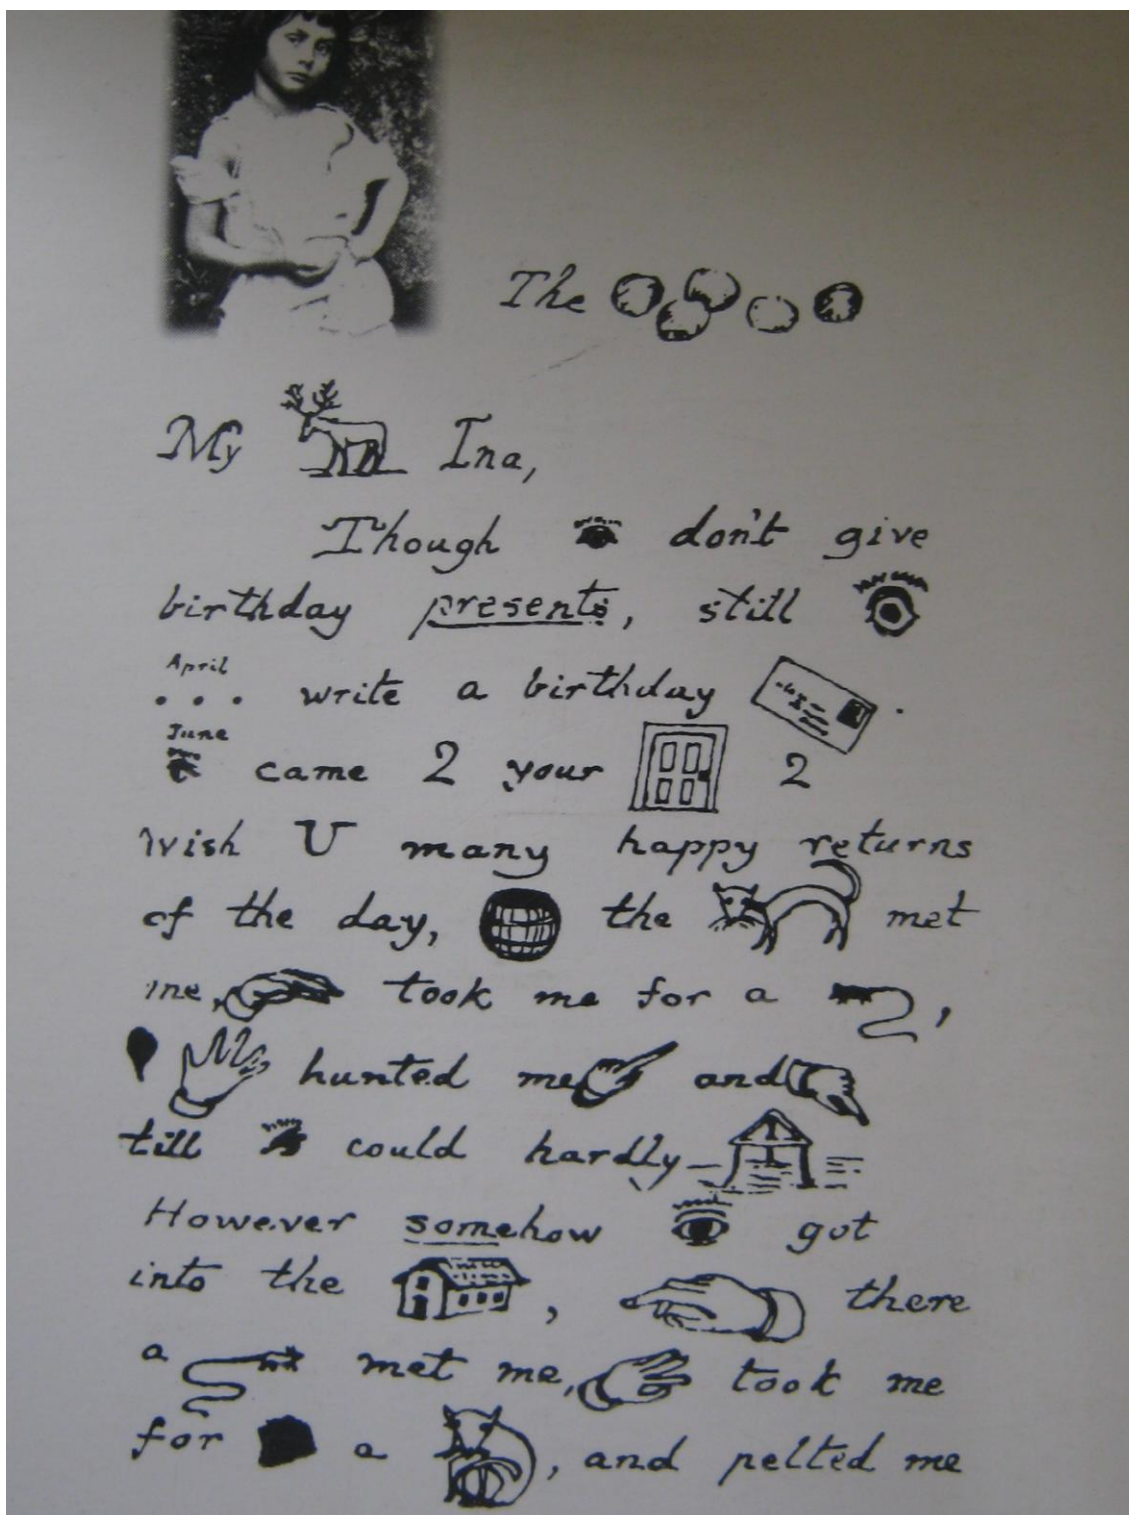 The
My Ina,
Though don't give
birthday presents, still
April
... write a birthday .
June
came 2 your 2
wish U many happy returns
of the day, the met
me, took me for a ,
hunted me and
till could hardly
However somehow got
into the , there
a met me, took me
for a , and pelted me